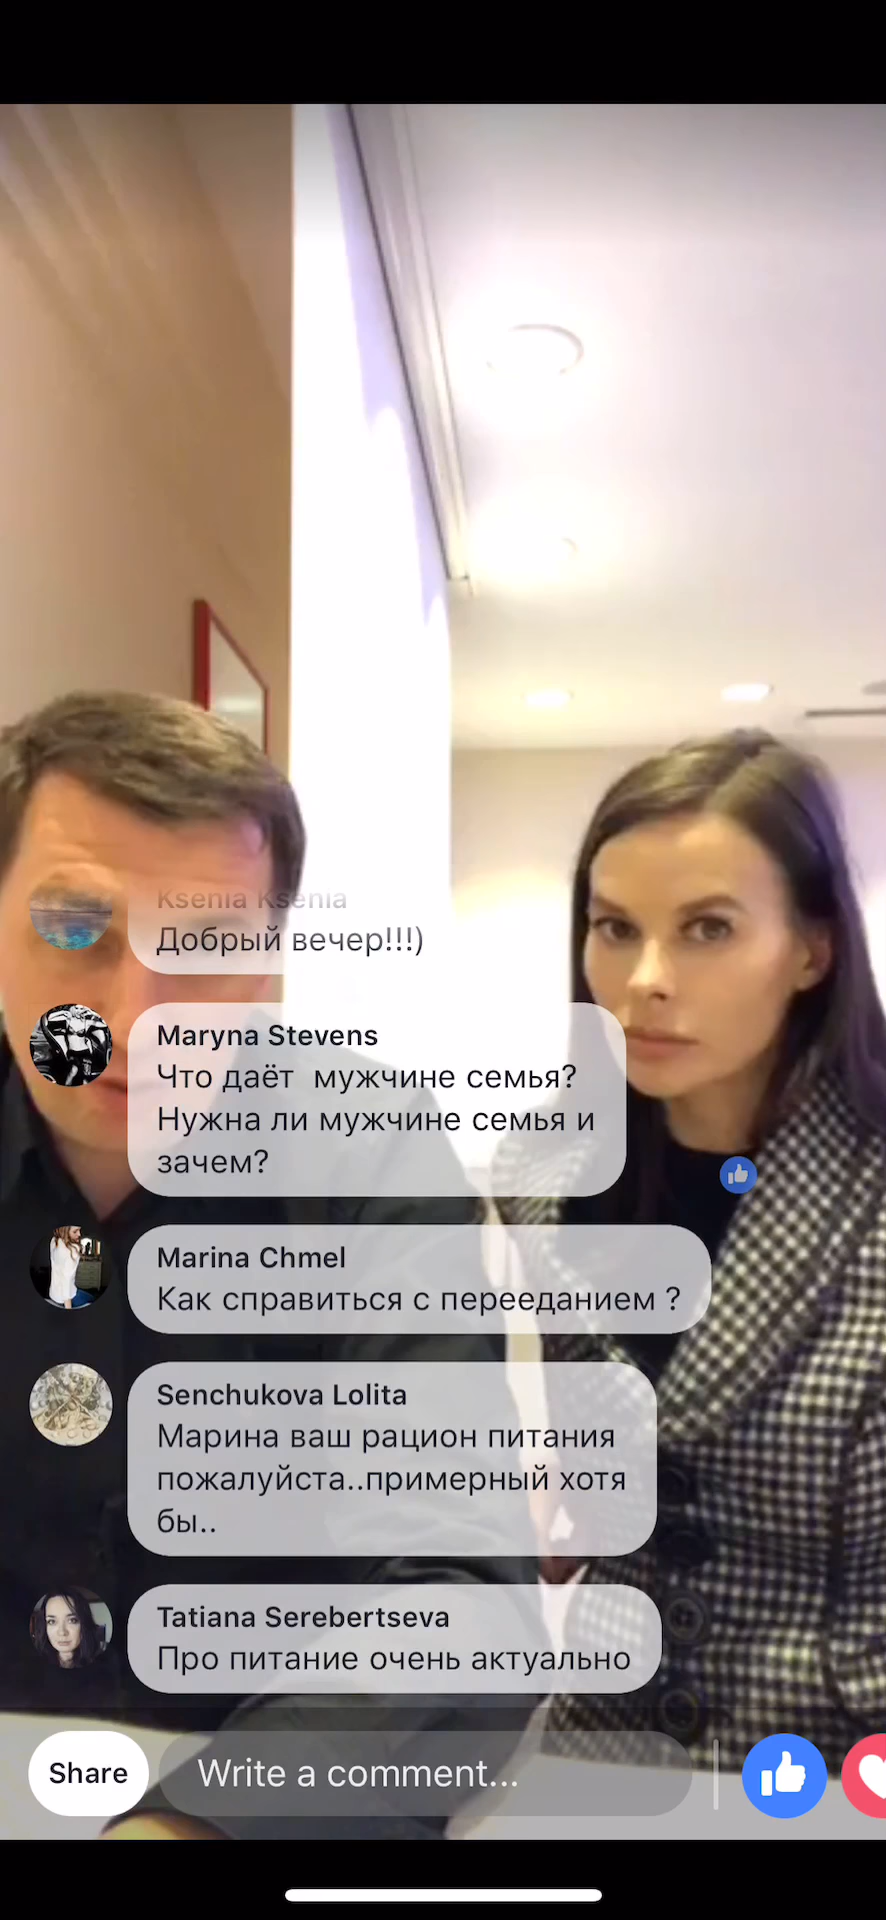 Ksenia Ksenia
Добрый вечер!!!)
Maryna Stevens
Что даёт  мужчине семья?
Нужна ли мужчине семья и
зачем?
Marina Chmel
Как справиться с перееданием ?
Senchukova Lolita
Марина ваш рацион питания
пожалуйста..примерный хотя
бы..
Tatiana Serebertseva
Про питание очень актуально
Share
Write a comment...